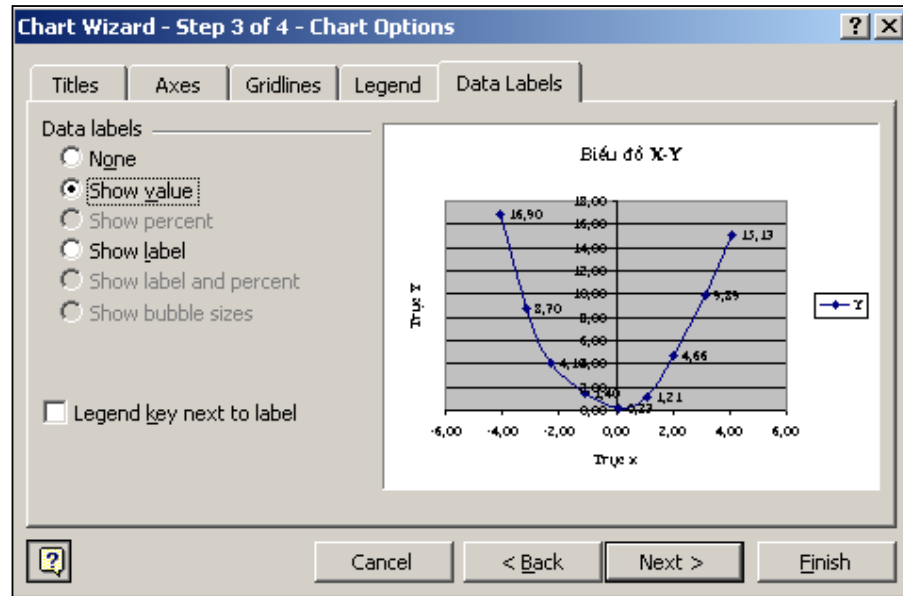 Chart Wizard - Step 3 of 4 - Chart Options
Titles
Axes
Gridlines
Legend
Data Labels
Data labels
None
Show value
Show percent
Show label
Show label and percent
Show bubble sizes
Legend key next to label
Biểu đồ X-Y
Trục Y
18,00
16,00
14,00
12,00
10,00
8,00
6,00
2,00
0,00
16,90
8,70
1,40
0,23
1,21
4,66
9,89
15,13
-6,00 -4,00 -2,00 0,00 2,00 4,00 6,00
Trục x
Y
Cancel
< Back
Next >
Finish